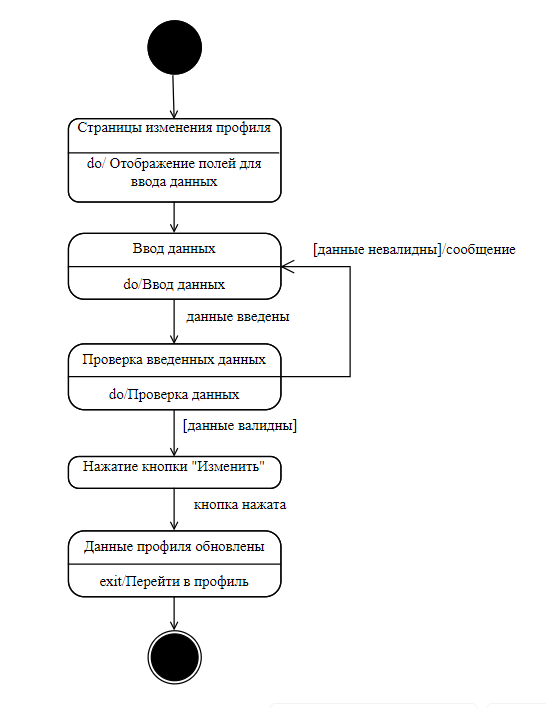 Страницы изменения профиля
do/ Отображение полей для
ввода данных
Ввод данных
[данные невалидны]/сообщение
do/Ввод данных
данные введены
Проверка введенных данных
do/Проверка данных
[данные валидны]
Нажатие кнопки "Изменить"
кнопка нажата
Данные профиля обновлены
exit/Перейти в профиль